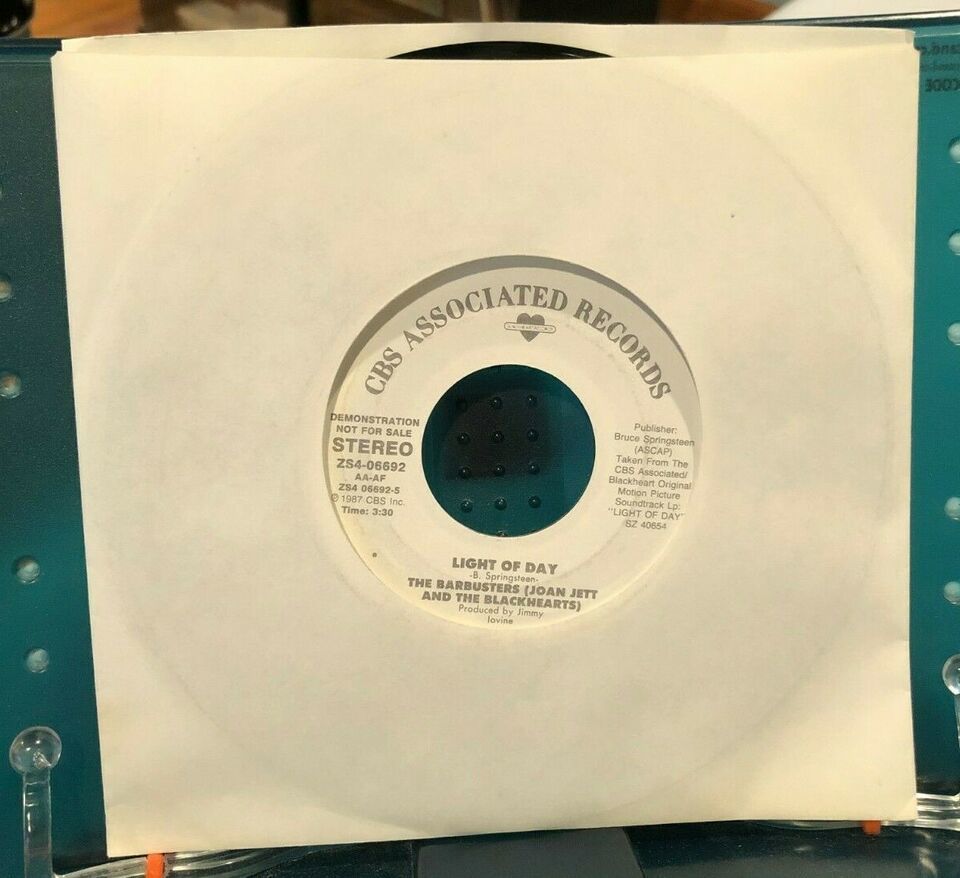 CBS ASSOCIATED RECORDS
DEMONSTRATION
NOT FOR SALE
STEREO
ZS4-06692
AA-AF
ZS4 06692-5
℗ 1987 CBS Inc.
Time: 3:30
Publisher:
Bruce Springsteen
(ASCAP)
Taken From The
CBS Associated/
Blackheart Original
Motion Picture
Soundtrack Lp:
"LIGHT OF DAY"
SZ 40654
LIGHT OF DAY
-B. Springsteen-
THE BARBUSTERS (JOAN JETT
AND THE BLACKHEARTS)
Produced by Jimmy
Iovine